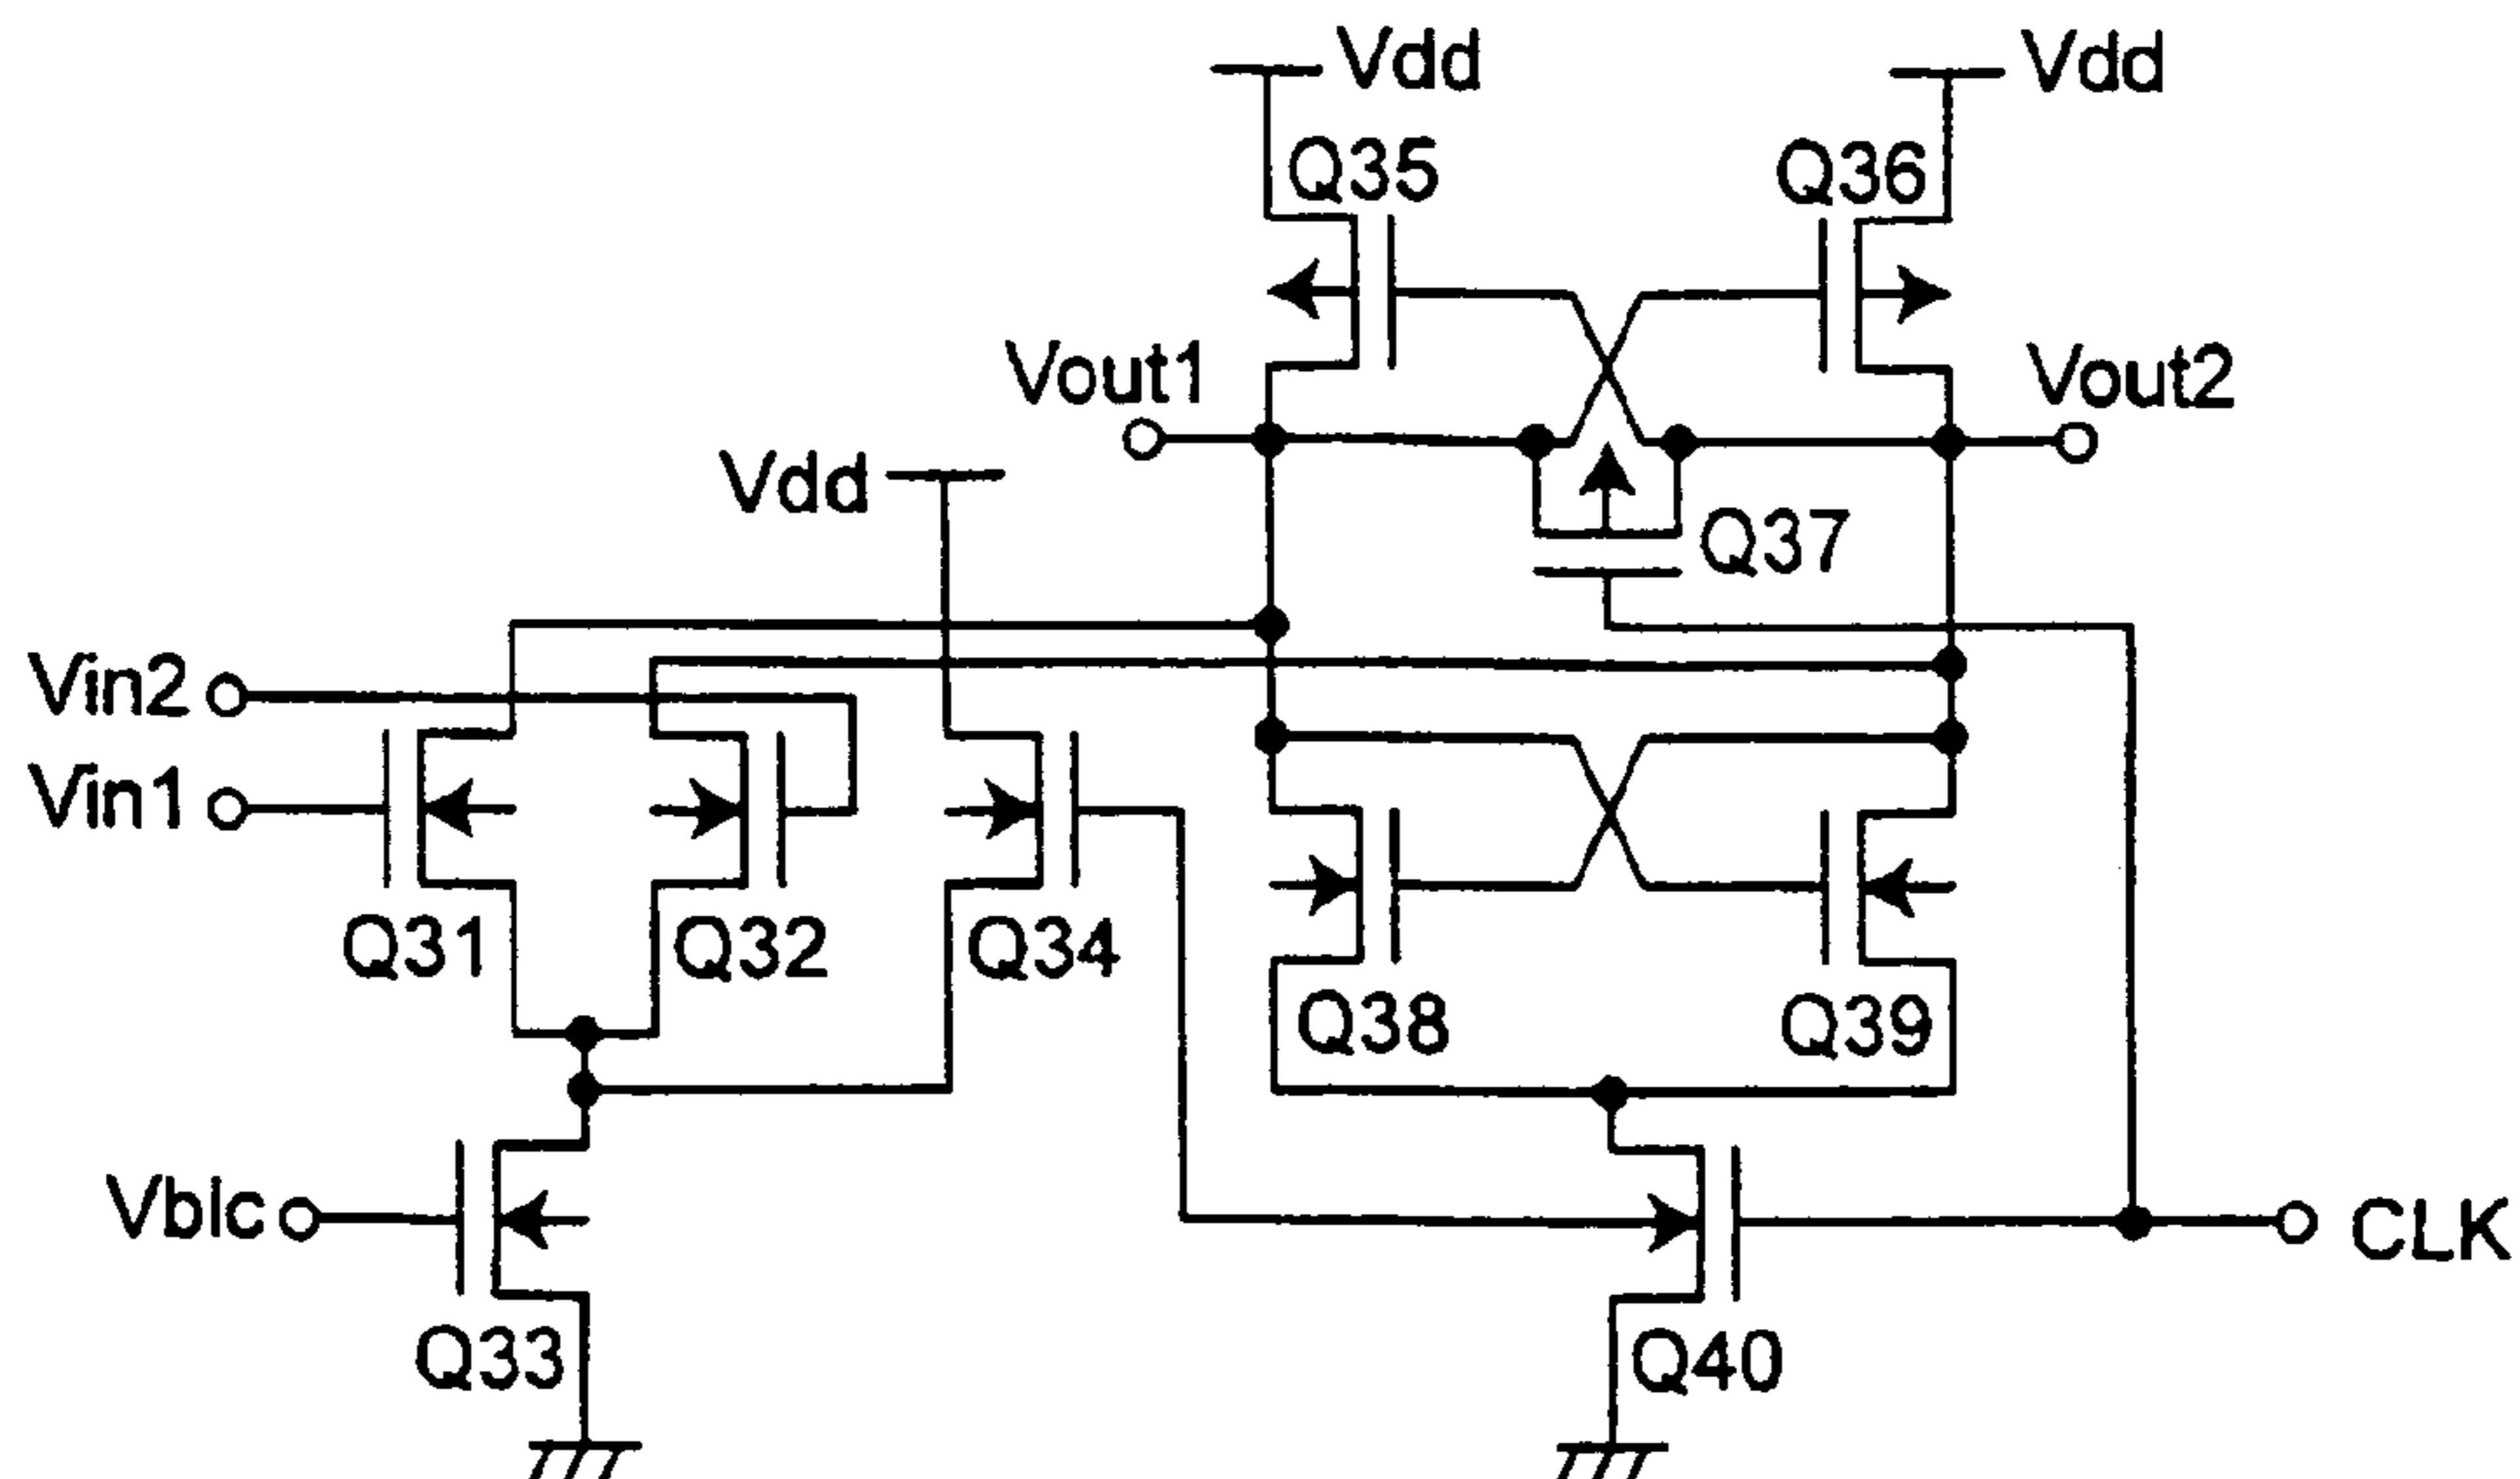 Vdd
Vdd
Q35
Q36
Vout1
Vout2
Vdd
Q37
Vin2
Vin1
Q31
Q32
Q34
Q38
Q39
Vblc
CLK
Q33
Q40